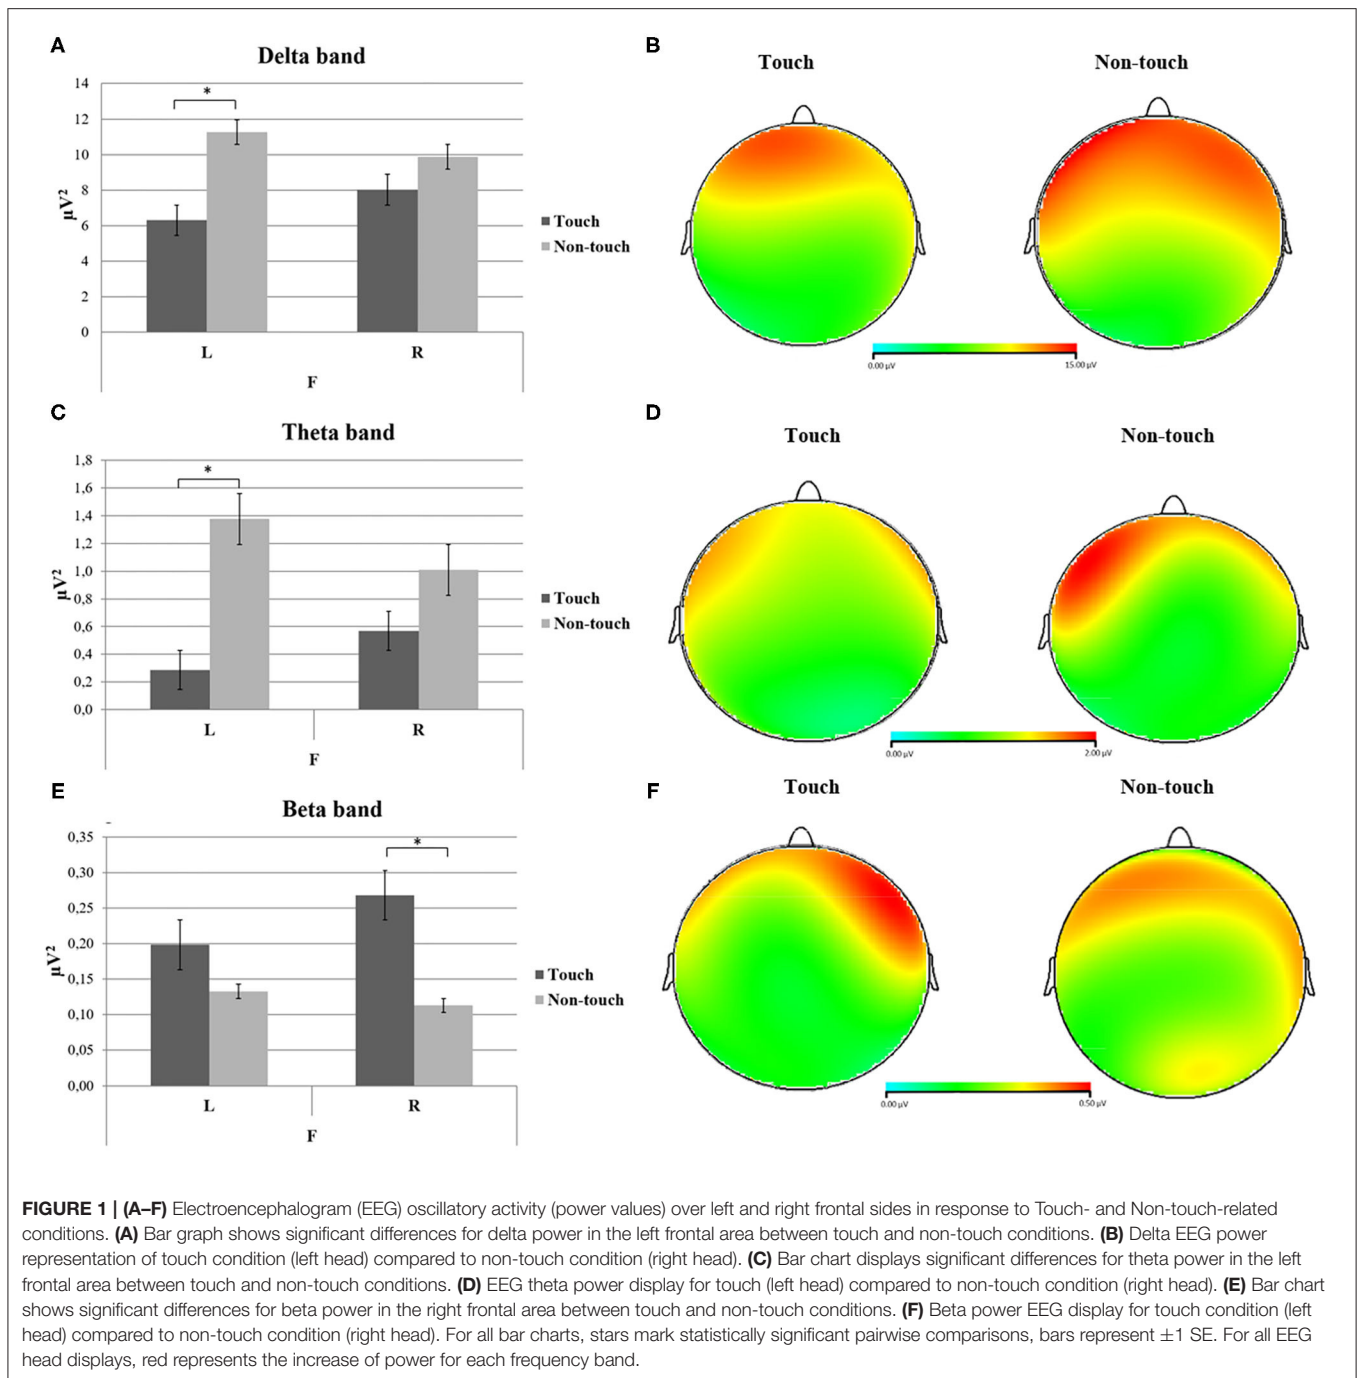 A
Delta band
14
12
10
8
6
4
2
0
µV²
*
L
R
F
Touch
Non-touch
B
Touch
Non-touch
0.00 µV
15.00 µV
C
Theta band
1,8
1,6
1,4
1,2
1,0
0,8
0,6
0,4
0,2
0,0
µV²
*
L
R
F
Touch
Non-touch
D
Touch
Non-touch
0.00 µV
2.00 µV
E
Beta band
0,35
0,30
0,25
0,20
0,15
0,10
0,05
0,00
µV²
*
L
R
F
Touch
Non-touch
F
Touch
Non-touch
0.00 µV
0.50 µV
FIGURE 1 | (A–F) Electroencephalogram (EEG) oscillatory activity (power values) over left and right frontal sides in response to Touch- and Non-touch-related
conditions. (A) Bar graph shows significant differences for delta power in the left frontal area between touch and non-touch conditions. (B) Delta EEG power
representation of touch condition (left head) compared to non-touch condition (right head). (C) Bar chart displays significant differences for theta power in the left
frontal area between touch and non-touch conditions. (D) EEG theta power display for touch (left head) compared to non-touch condition (right head). (E) Bar chart
shows significant differences for beta power in the right frontal area between touch and non-touch conditions. (F) Beta power EEG display for touch condition (left
head) compared to non-touch condition (right head). For all bar charts, stars mark statistically significant pairwise comparisons, bars represent ±1 SE. For all EEG
head displays, red represents the increase of power for each frequency band.